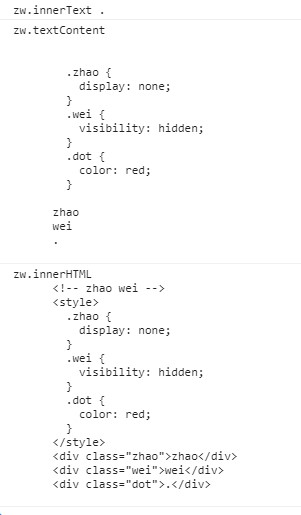 zw.innerText .
zw.textContent
.zhao {
display: none;
}
.wei {
visibility: hidden;
}
.dot {
color: red;
}
zhao
wei
.
zw.innerHTML
<!-- zhao wei -->
<style>
.zhao {
display: none;
}
.wei {
visibility: hidden;
}
.dot {
color: red;
}
</style>
<div class="zhao">zhao</div>
<div class="wei">wei</div>
<div class="dot">.</div>